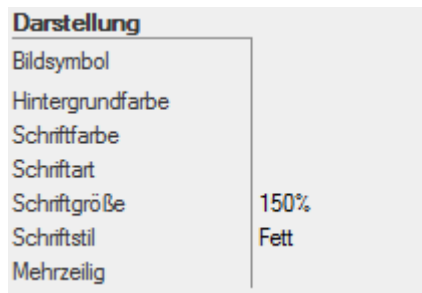 Darstellung
Bildsymbol
Hintergrundfarbe
Schriftfarbe
Schriftart
Schriftgröße 150%
Schriftstil Fett
Mehrzeilig